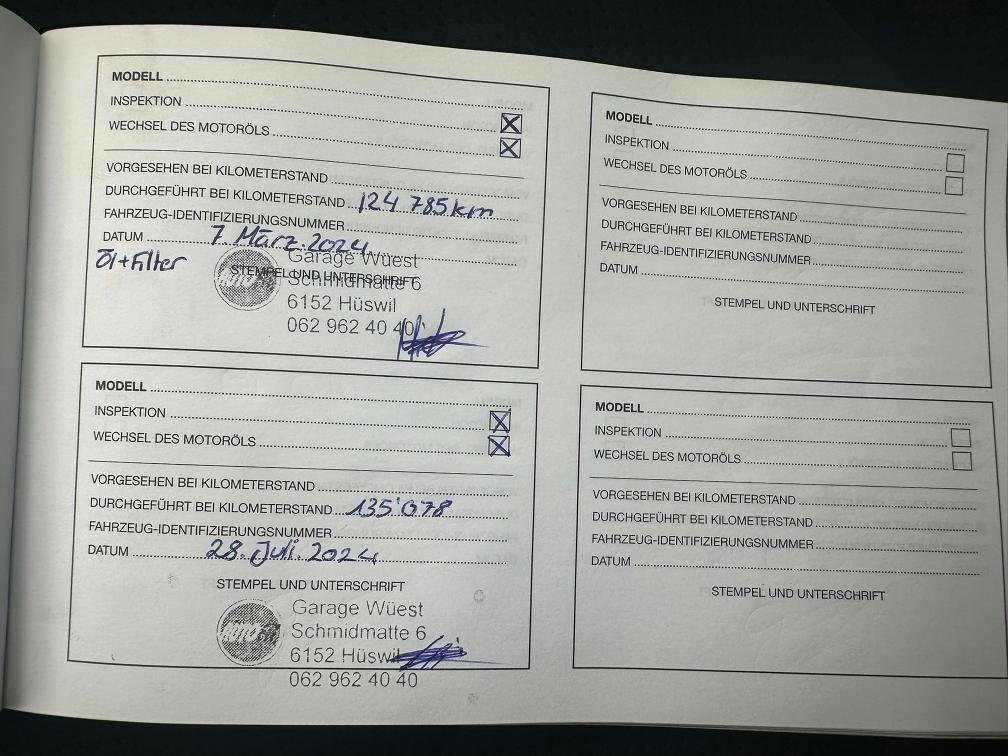 MODELL
INSPEKTION
WECHSEL DES MOTORÖLS
VORGESEHEN BEI KILOMETERSTAND
DURCHGEFÜHRT BEI KILOMETERSTAND 124 785 km
FAHRZEUG-IDENTIFIZIERUNGSNUMMER
DATUM 7 März. 2024
Öl + Filter
Garage Wüest
STEMPEL UND UNTERSCHRIFT
Schmidmatte 6
6152 Hüswil
062 962 40 40
MODELL
INSPEKTION
WECHSEL DES MOTORÖLS
VORGESEHEN BEI KILOMETERSTAND
DURCHGEFÜHRT BEI KILOMETERSTAND 135'078
FAHRZEUG-IDENTIFIZIERUNGSNUMMER
DATUM 28. Juli. 2024
STEMPEL UND UNTERSCHRIFT
Garage Wüest
Schmidmatte 6
6152 Hüswil
062 962 40 40
MODELL
INSPEKTION
WECHSEL DES MOTORÖLS
VORGESEHEN BEI KILOMETERSTAND
DURCHGEFÜHRT BEI KILOMETERSTAND
FAHRZEUG-IDENTIFIZIERUNGSNUMMER
DATUM
STEMPEL UND UNTERSCHRIFT
MODELL
INSPEKTION
WECHSEL DES MOTORÖLS
VORGESEHEN BEI KILOMETERSTAND
DURCHGEFÜHRT BEI KILOMETERSTAND
FAHRZEUG-IDENTIFIZIERUNGSNUMMER
DATUM
STEMPEL UND UNTERSCHRIFT